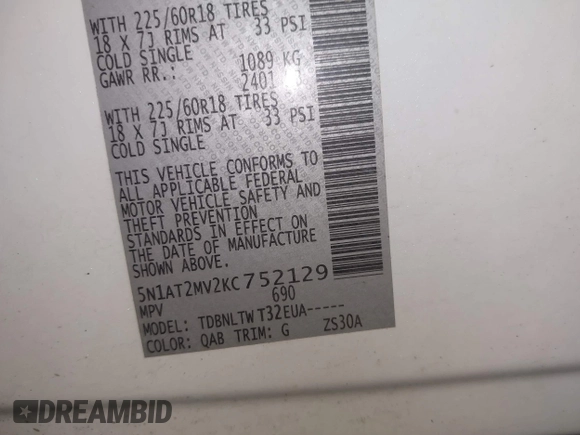 WITH 225/60R18 TIRES
18 X 7J RIMS AT 33 PSI
COLD SINGLE
GAWR RR.: 1089 KG
2401
WITH 225/60R18 TIRES
18 X 7J RIMS AT 33 PSI
COLD SINGLE
THIS VEHICLE CONFORMS TO
ALL APPLICABLE FEDERAL
MOTOR VEHICLE SAFETY AND
THEFT PREVENTION
STANDARDS IN EFFECT ON
THE DATE OF MANUFACTURE
SHOWN ABOVE.
5N1AT2MV2KC752129
MPV 690
MODEL: TDBNLTW T32EUA-----
COLOR: QAB TRIM: G ZS30A
DREAMBID